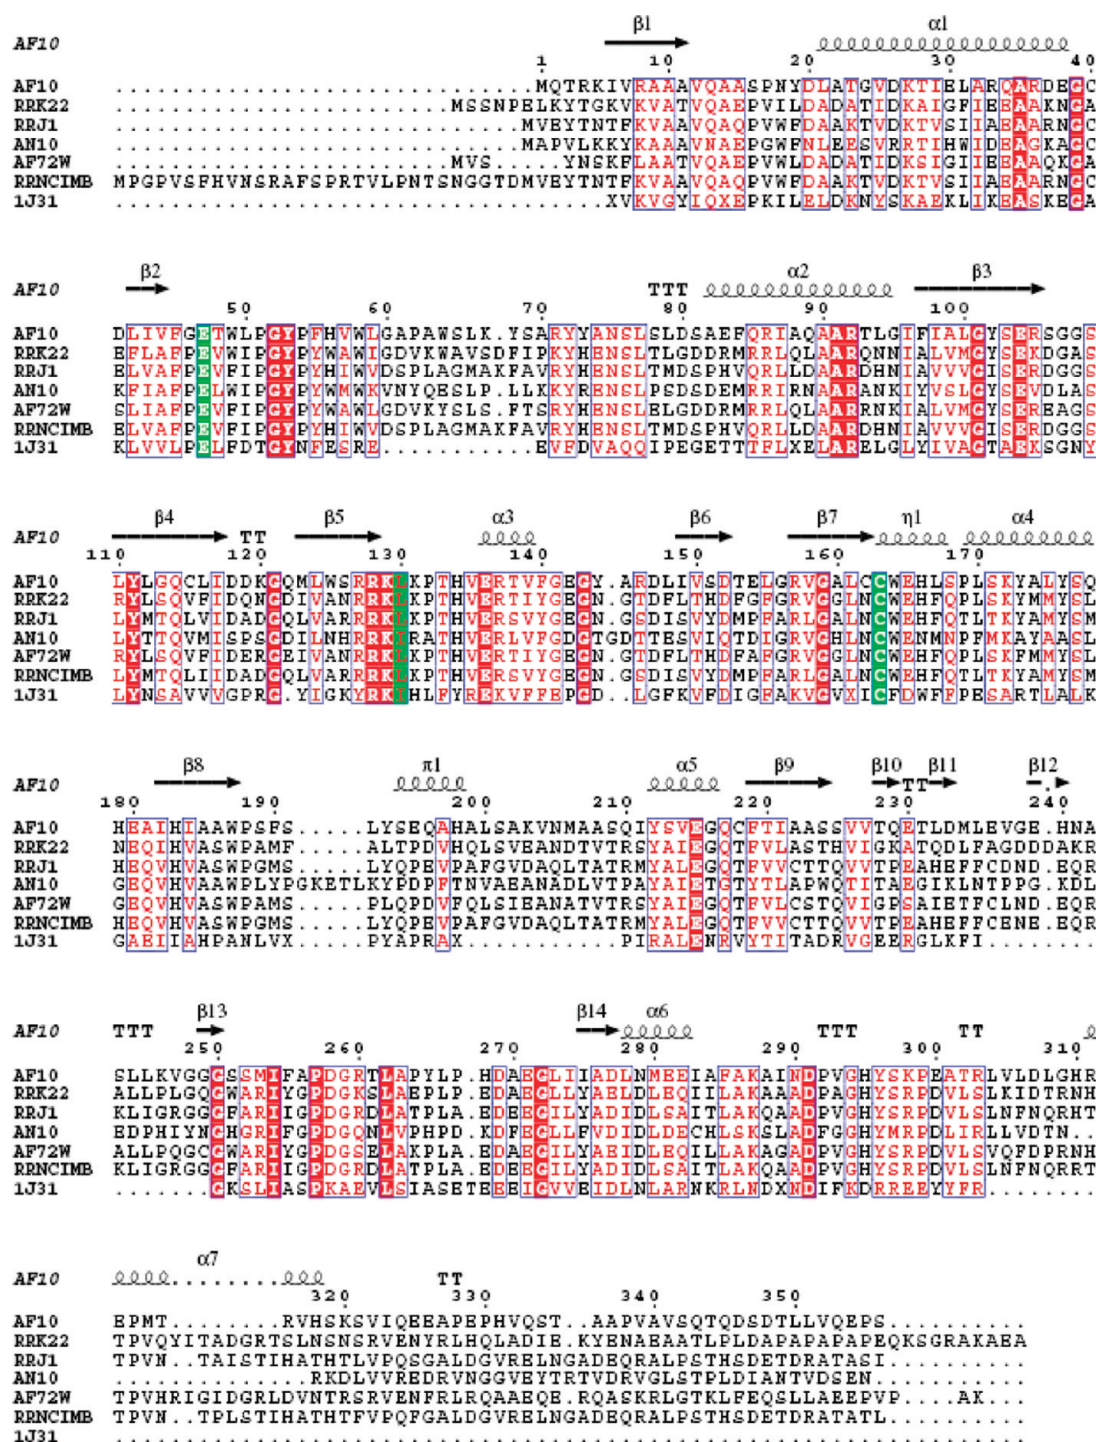 β1 α1
AF10
1 10 20 30 40
AF10 ..............................MQTRKIVRAAAVQAASPNYDLATGVDKTIELARQARDEGC
RRK22 ........................MSSNPELKYTGKVKVATVQAEPVILDADATIDKAIGFIEEAAKNGA
RRJ1 .............................MVEYTNTFKVAAVQAQPVWFDAAKTVDKTVSIIAEAARNGC
AN10 .............................MAPVLKKYKAAAVNAEPGWFNLEESVRRTIHWIDEAGKAGC
AF72W ........................MVS.....YNSKFLAATVQAEPVWLDADATIDKSIGIIEEAAQKGA
RRNCIMB MPGPVSFHVNSRAFSPRTVLPNTSNGGTDMVEYTNTFKVAAVQAQPVWFDAAKTVDKTVSIIAEAARNGC
1J31 ...................................XVKVGYIQXEPKILELDKNYSKAEKLIKEASKEGA
β2 α2 β3
AF10 TTT
50 60 70 80 90 100
AF10 DLIVFGETWLPGYPFHVWLGAPAWSLK.YSARYYANSLSLDSAEFQRIAQAARTLGIFIALGYSERSGGS
RRK22 EFLAFPEVWIPGYPYWAWIGDVKWAVSDFIPKYHENSLTLGDDRMRRLQLAARQNNIALVMGYSEKDGAS
RRJ1 ELVAFPEVFIPGYPYHIWVDSPLAGMAKFAVRYHENSLTMDSPHVQRLLDAARDHNIAVVVGYSERDGGS
AN10 KFIAFPELWIPGYPYWMWKVNYQESLP.LLKKYRENSLPSDSDEMRRIRNAANKIYVSLGYSEVDLAS
AF72W SLIAFPEVFIPGYPYWAWLGDVKYSLS.FTSRYHENSLELGDDRMRRLQLAARRNKIALVMGYSEREAGS
RRNCIMB ELVAFPEVFIPGYPYHIWVDSPLAGMAKFAVRYHENSLTMDSPHVQRLLDAARDHNIAVVVGYSERDGGS
1J31 KLVVLPELFDTGYNFESRE...........EVFDVAQQIPEGETTTFLXELARELGLYIVAGTAEKSGNY
β4 β5 α3 β6 β7 η1 α4
AF10 TT
110 120 130 140 150 160 170
AF10 LYLGQCLIDDKGQMLWSRRKLKPTHVERTVFGEGY.ARDLIVSDTELGRVGALCCWEHLSPLSKYALYSQ
RRK22 RYLSQVFIDQNGDIVANRRKLKPTHVERTIYGEGN.GTDFLTHDFGFGRVGGLNCWEHFQPLSKYMMYSL
RRJ1 LYMTQLVIDADGQLVARRRKLKPTHVERSVYGEGN.GSDISVYDMPFARLGALNCWEHFQTLTKYAMYSM
AN10 LYTTQVMISPSGDILNHRRKIRATHVERLVFGDGTGDTTESVIQTDIGRVGHLNCWENMNPFMKAYAASL
AF72W RYLSQVFIDERGEIVANRRKLKPTHVERTIYGEGN.GTDFLTHDFAFGRVGGLNCWEHFQPLSKFMMYSL
RRNCIMB LYMTQLIIDADGQLVARRRKLKPTHVERSVYGEGN.GSDISVYDMPFARLGALNCWEHFQTLTKYAMYSM
1J31 LYNSAVVVGPRG.YIGKYRKIHLFYREKVFFEPGD..LGFKVFDIGFAKVGVXICFDWFFPESARTLALK
β8 π1 α5 β9 β10 β11 β12
AF10 TT
180 190 200 210 220 230 240
AF10 HEAIHIAAWPSFS.....LYSEQAHALSAKVNMAASQIYSVEGQCFTIAASSVVTQETLDMLEVGE.HNA
RRK22 NEQIHVASWPAMF.....ALTPDVHQLSVEANDTVTRSYAIEGQTFVLASTHVIGKATQDLFAGDDDAKR
RRJ1 HEQVHVASWPGMS.....LYQPEVPAFGVDAQLTATRMYALEGQTFVVCTTQVVTPEAHEFFCDND.EQR
AN10 GEQVHVAAWPLYPGKETLKYPDPFTNVAEANADLVTPAYAIETGTYTLAPWQTITAEGIKLNTPPG.KDL
AF72W GEQVHVASWPAMS.....PLQPDVFQLSIEANATVTRSYAIEGQTFVLCSTQVIGPSAIETFCLND.EQR
RRNCIMB HEQVHVASWPGMS.....LYQPEVPAFGVDAQLTATRMYALEGQTFVVCTTQVVTPEAHEFFCENE.EQR
1J31 GAEIIAHPANLVX.....PYAPRAX...........PIRALENRVYTITADRVGEERGLKFI........
β13 β14 α6
AF10 TTT TTT TT
250 260 270 280 290 300 310
AF10 SLLKVGGGSSMIFAPDGRTLAPYLP.HDAEGLIIADLNMEEIAFAKAINDPVGHYSKPEATRLVLDLGHR
RRK22 ALLPLGQGWARIYGPDGKSLAEPLP.EDAEGLLYAELDLEQIILAKAAADPAGHYSRPDVLSLKIDTRNH
RRJ1 KLIGRGGGFARIIGPDGRDLATPLA.EDEEGILYADIDLSAITLAKQAADPVGHYSRPDVLSLNFNQRHT
AN10 EDPHIYNGHGRIFGPDGQNLVPHPD.KDFEGLLFVDIDLDECHLSKSLADFGGHYMRPDLIRLLVDTN..
AF72W ALLPQGCGWARIYGPDGSELAKPLA.EDAEGILYAEIDLEQILLAKAGADPVGHYSRPDVLSVQFDPRNH
RRNCIMB KLIGRGGGFARIIGPDGRDLATPLA.EDEEGILYADIDLSAITLAKQAADPVGHYSRPDVLSLNFNQRRT
1J31 .......GKSLIASPKAEVLSIASETEEEIGVVEIDLNLARNKRLNDXNDIFKDRREEYYFR........
α7
AF10 TT
320 330 340 350
AF10 EPMT........RVHSKSVIQEEAPEPHVQST..AAPVAVSQTQDSDTLLVQEPS..........
RRK22 TPVQYITADGRTSLNSNSRVENYRLHQLADIE.KYENAEAATLPLDAPAPAPAPEQKSGRAKAEA
RRJ1 TPVN..TAISTIHATHTLVPQSGALDGVRELNGADEQRALPSTHSDETDRATASI..........
AN10 ..............RKDLVVREDRVNGGVEYTRTVDRVGLSTPLDIANTVDSEN...........
AF72W TPVHRIGIDGRLDVNTRSRVENFRLRQAAEQE.RQASKRLGTKLFEQSLLAEEPVP....AK...
RRNCIMB TPVN..TPLSTIHATHTFVPQFGALDGVRELNGADEQRALPSTHSDETDRATATL..........
1J31 .................................................................